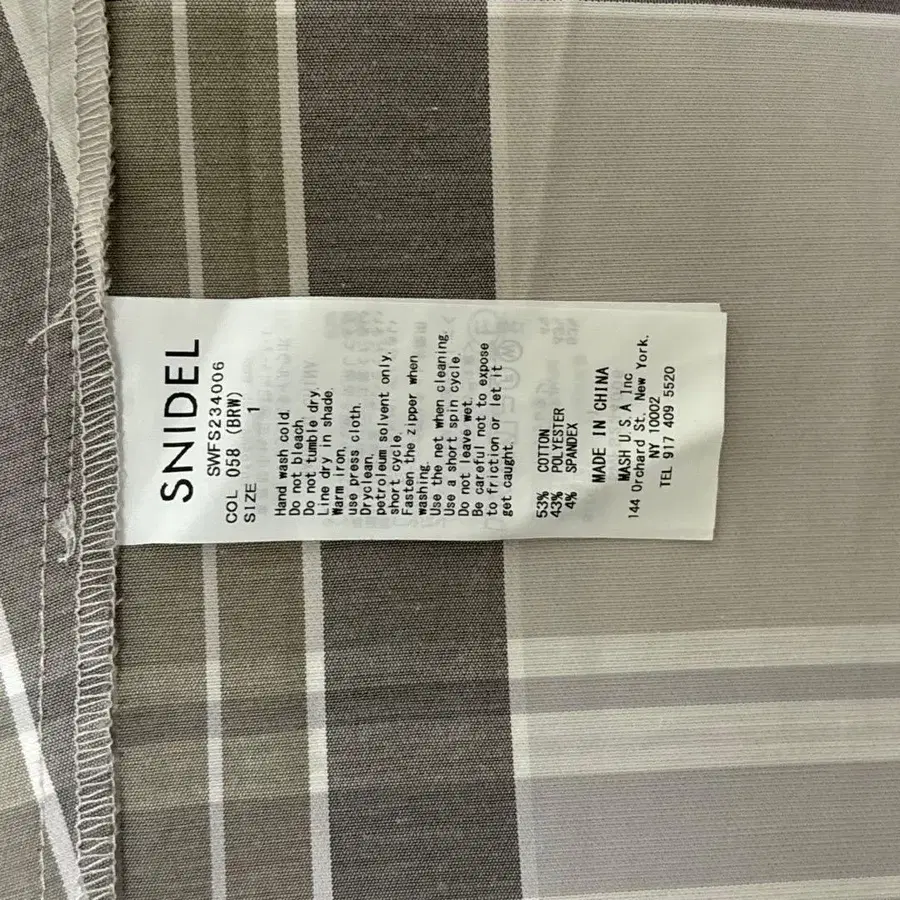 SNIDEL
SWFS234006
COL 058 (BRW)
SIZE 1
Hand wash cold.
Do not bleach.
Do not tumble dry.
Line dry in shade.
Warm iron.
use press cloth.
Dryclean.
petroleum solvent only,
short cycle.
Fasten the zipper when
washing.
Use the net when cleaning.
Use a short spin cycle.
Do not leave wet.
Be careful not to expose
to friction or let it
get caught.
53% COTTON
43% POLYESTER
4% SPANDEX
MADE IN CHINA
MASH U.S.A Inc
144 Orchard St. New York.
NY 10002
TEL 917 409 5520